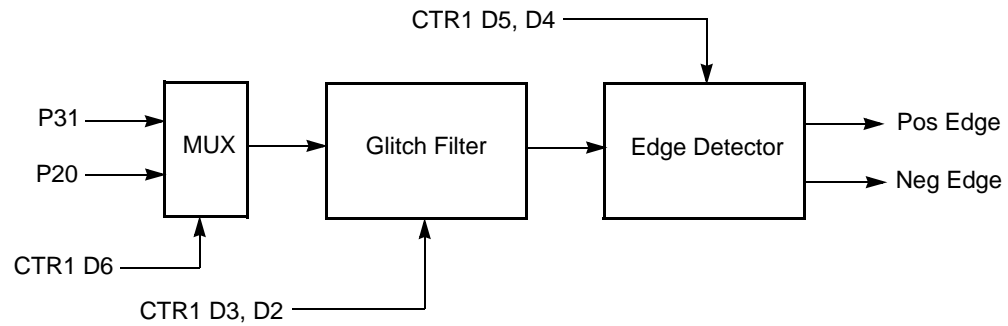 CTR1 D5, D4
P31
MUX
Glitch Filter
Edge Detector
Pos Edge
P20
Neg Edge
CTR1 D6
CTR1 D3, D2